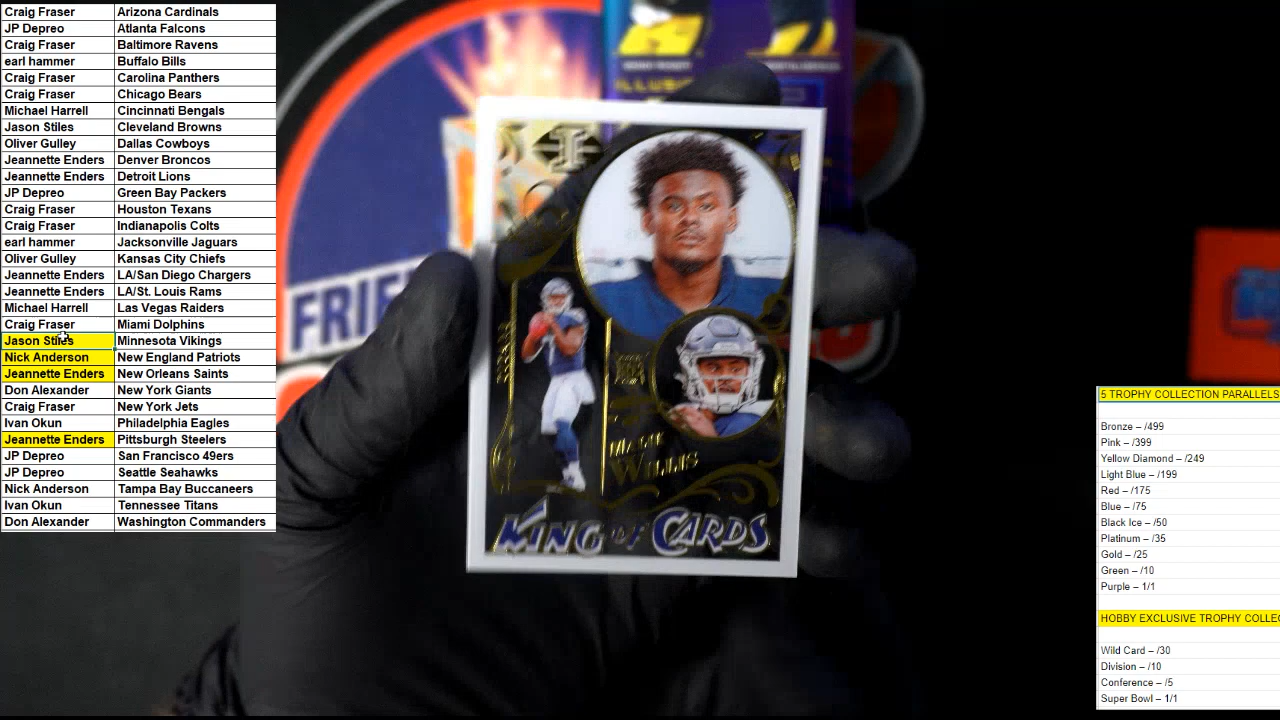 Craig Fraser Arizona Cardinals
JP Depreo Atlanta Falcons
Craig Fraser Baltimore Ravens
earl hammer Buffalo Bills
Craig Fraser Carolina Panthers
Craig Fraser Chicago Bears
Michael Harrell Cincinnati Bengals
Jason Stiles Cleveland Browns
Oliver Gulley Dallas Cowboys
Jeannette Enders Denver Broncos
Jeannette Enders Detroit Lions
JP Depreo Green Bay Packers
Craig Fraser Houston Texans
Craig Fraser Indianapolis Colts
earl hammer Jacksonville Jaguars
Oliver Gulley Kansas City Chiefs
Jeannette Enders LA/San Diego Chargers
Jeannette Enders LA/St. Louis Rams
Michael Harrell Las Vegas Raiders
Craig Fraser Miami Dolphins
Jason Stiles Minnesota Vikings
Nick Anderson New England Patriots
Jeannette Enders New Orleans Saints
Don Alexander New York Giants
Craig Fraser New York Jets
Ivan Okun Philadelphia Eagles
Jeannette Enders Pittsburgh Steelers
JP Depreo San Francisco 49ers
JP Depreo Seattle Seahawks
Nick Anderson Tampa Bay Buccaneers
Ivan Okun Tennessee Titans
Don Alexander Washington Commanders
FRIE
MALIK
WILLIS
KING OF CARDS
5 TROPHY COLLECTION PARALLELS
Bronze – /499
Pink – /399
Yellow Diamond – /249
Light Blue – /199
Red – /175
Blue – /75
Black Ice – /50
Platinum – /35
Gold – /25
Green – /10
Purple – 1/1
HOBBY EXCLUSIVE TROPHY COLLEC
Wild Card – /30
Division – /10
Conference – /5
Super Bowl – 1/1